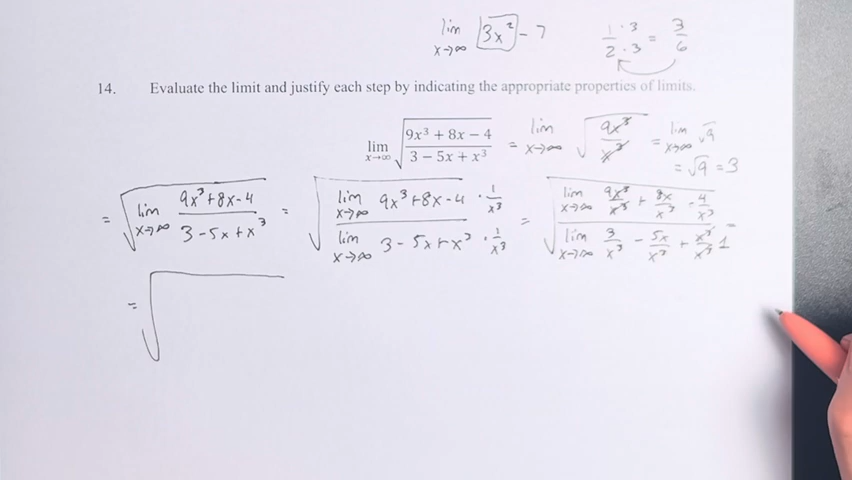 lim x→∞ 3x² - 7
1/2 · 3/3 = 3/6
14. Evaluate the limit and justify each step by indicating the appropriate properties of limits.
lim x→∞ √((9x³ + 8x − 4)/(3 − 5x + x³)) = lim x→∞ √(9x³/x³) = lim x→∞ √9
= √9 = 3
= √(lim x→∞ (9x³+8x-4)/(3-5x+x³)) = √((lim x→∞ 9x³+8x-4 · 1/x³)/(lim x→∞ 3-5x+x³ · 1/x³)) = √((lim x→∞ 9x³/x³ + 8x/x³ - 4/x³)/(lim x→∞ 3/x³ - 5x/x³ + x³/x³ 1)) =
= √